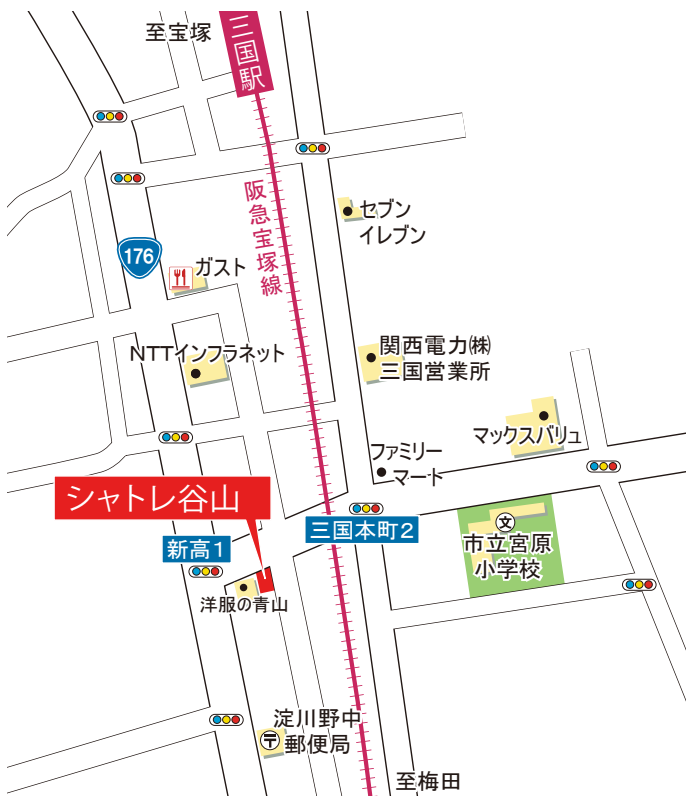 至宝塚
三国駅
阪急宝塚線
セブン
イレブン
176
ガスト
NTTインフラネット
関西電力㈱
三国営業所
マックスバリュ
ファミリー
マート
シャトレ谷山
三国本町2
新高1
文
市立宮原
小学校
洋服の青山
淀川野中
郵便局
至梅田